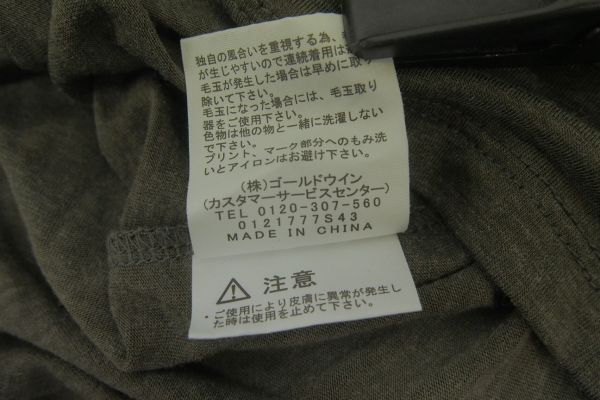 独自の風合いを重視する為、
が生じやすいので連続着用は
毛玉が発生した場合は早めに取り
除いて下さい。
毛玉になった場合には、毛玉取り
器をご使用下さい。
色物は他の物と一緒に洗濯しない
で下さい。
プリント、マーク部分へのもみ洗
いとアイロンはお避け下さい。
(株)ゴールドウイン
(カスタマーサービスセンター)
TEL 0120-307-560
0121777S43
MADE IN CHINA
注意
・ご使用により皮膚に異常が発生し
た時は使用を止めて下さい。